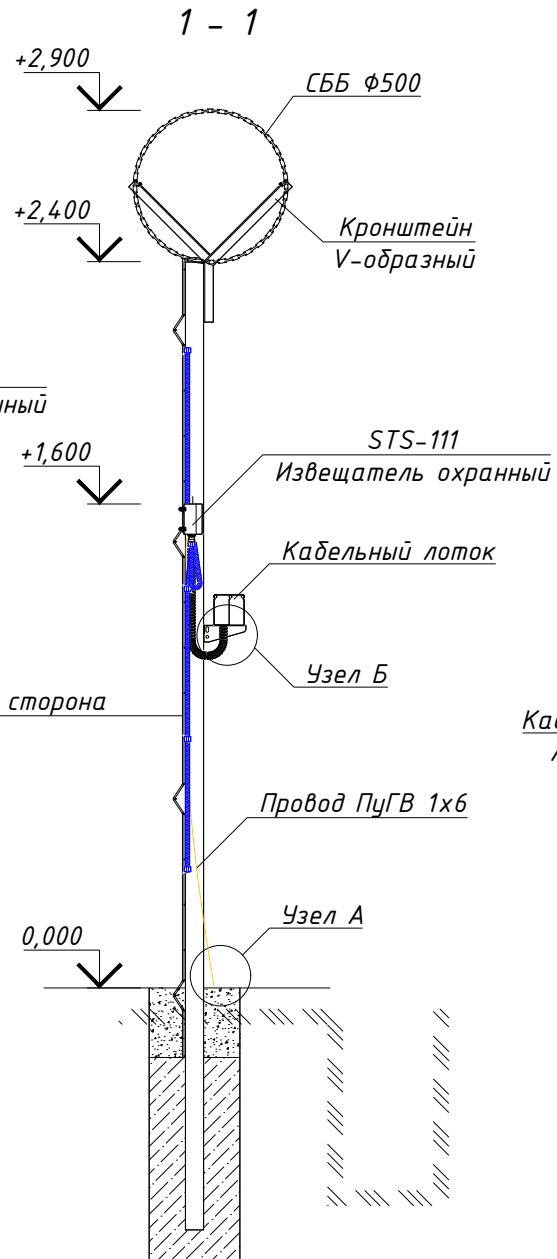 1 - 1
+2,900
СББ Ф500
+2,400
Кронштейн
V-образный
+1,600
STS-111
Извещатель охранный
Кабельный лоток
Узел Б
сторона
Провод ПуГВ 1х6
Узел А
0,000